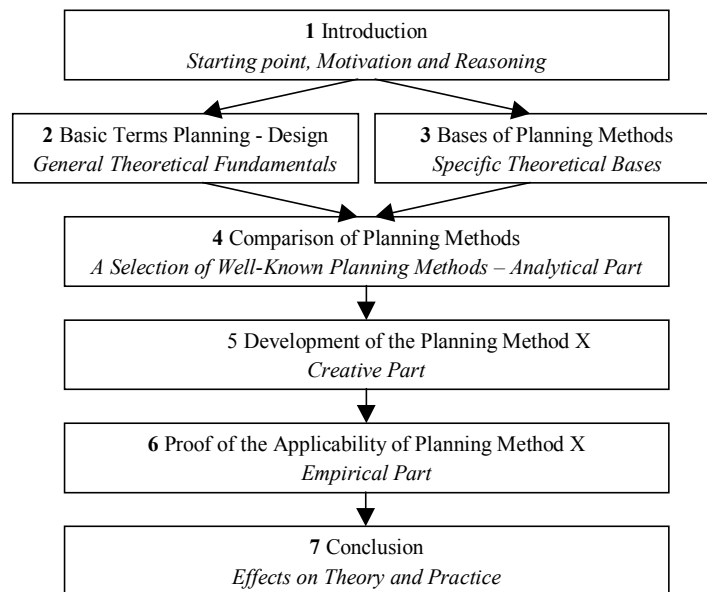 1 Introduction
Starting point, Motivation and Reasoning
2 Basic Terms Planning - Design
General Theoretical Fundamentals
3 Bases of Planning Methods
Specific Theoretical Bases
4 Comparison of Planning Methods
A Selection of Well-Known Planning Methods – Analytical Part
5 Development of the Planning Method X
Creative Part
6 Proof of the Applicability of Planning Method X
Empirical Part
7 Conclusion
Effects on Theory and Practice